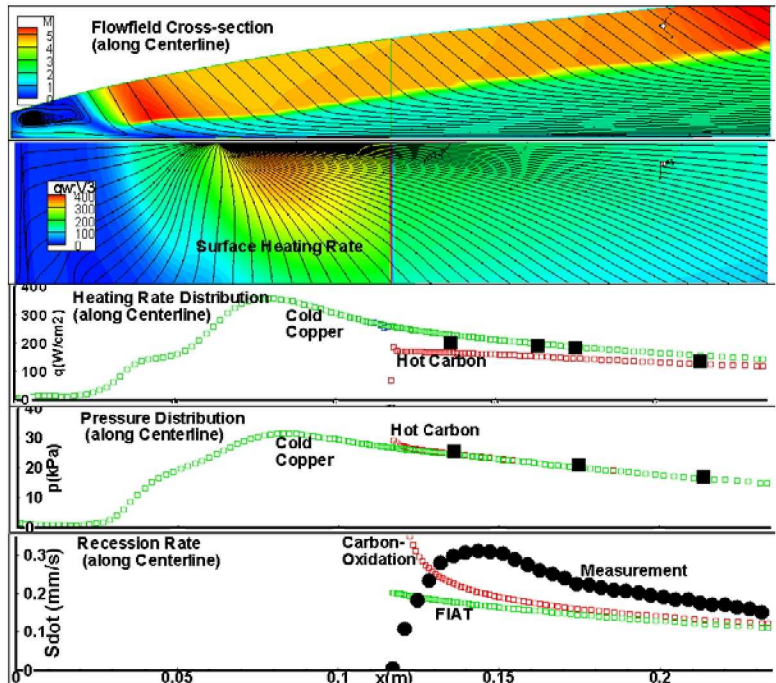 M
5
4
3
2
1
0
Flowfield Cross-section
(along Centerline)
qw:V3
400
300
200
100
0
Surface Heating Rate
400
300
200
100
0
q(W/cm2)
Heating Rate Distribution
(along Centerline)
Cold
Copper
Hot Carbon
40
30
20
10
0
p(kPa)
Pressure Distribution
(along Centerline)
Cold
Copper
Hot Carbon
0.3
0.2
0.1
0
Sdot (mm/s)
Recession Rate
(along Centerline)
Carbon-
Oxidation
Measurement
FIAT
0 0.05 0.1 x(m) 0.15 0.2